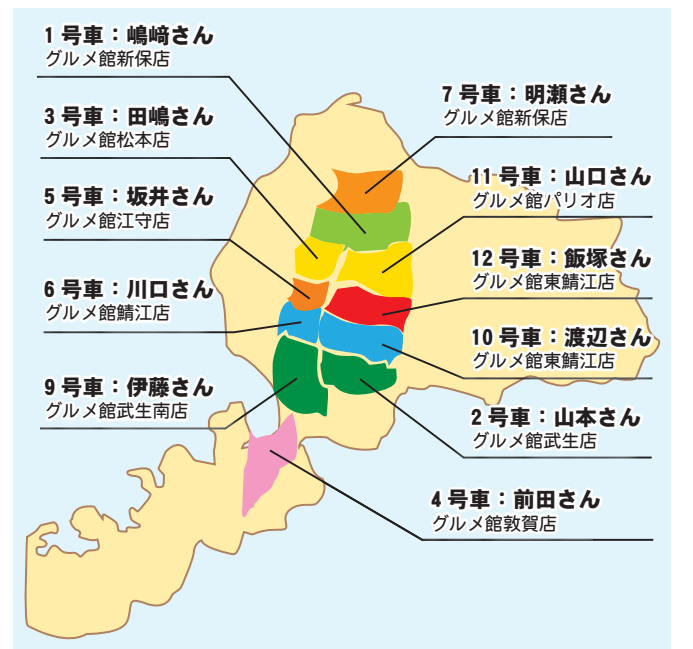 1 号車：嶋﨑さん
グルメ館新保店
3 号車：田嶋さん
グルメ館松本店
5 号車：坂井さん
グルメ館江守店
6 号車：川口さん
グルメ館鯖江店
9 号車：伊藤さん
グルメ館武生南店
7 号車：明瀬さん
グルメ館新保店
11 号車：山口さん
グルメ館パリオ店
12 号車：飯塚さん
グルメ館東鯖江店
10 号車：渡辺さん
グルメ館東鯖江店
2 号車：山本さん
グルメ館武生店
4 号車：前田さん
グルメ館敦賀店